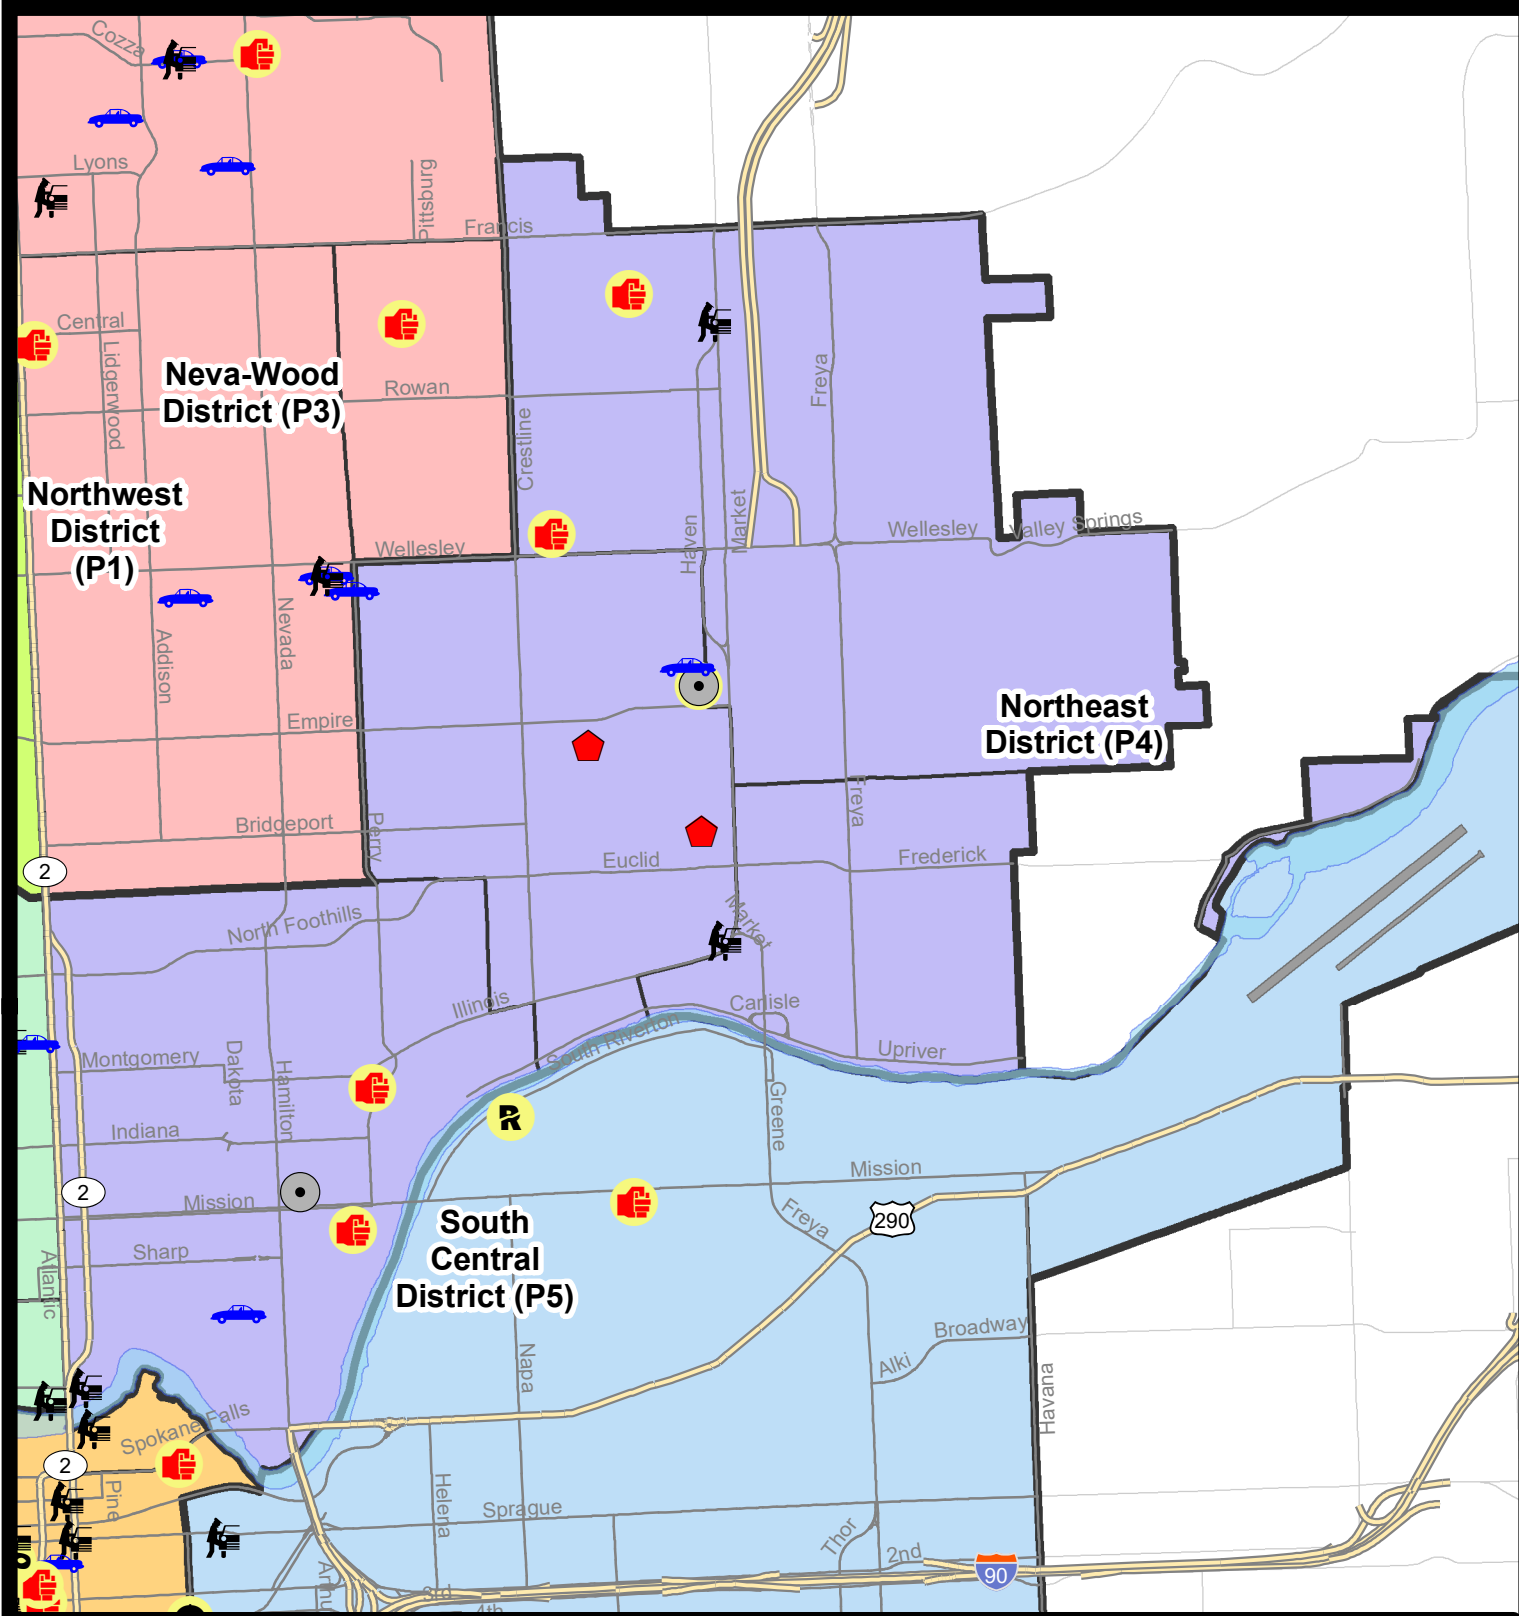 Cozza
Lyons
Pittsburg
Francis
Central
Lidgerwood
Neva-Wood
District (P3)
Rowan
Crestline
Freya
Northwest
District
(P1)
Wellesley
Haven
Market
Wellesley
Valley Springs
Addison
Nevada
Empire
Northeast
District (P4)
Bridgeport
Perry
Freya
Euclid
Frederick
2
North Foothills
Market
Illinois
Carlisle
South Riverton
Upriver
Montgomery
Dakota
Hamilton
Greene
Indiana
R
Mission
2
Mission
Freya
290
South
Central
District (P5)
Sharp
Atlantic
Broadway
Alki
Napa
Havana
Spokane Falls
2
Pine
Helena
Sprague
Thor
2nd
90
3rd
4th